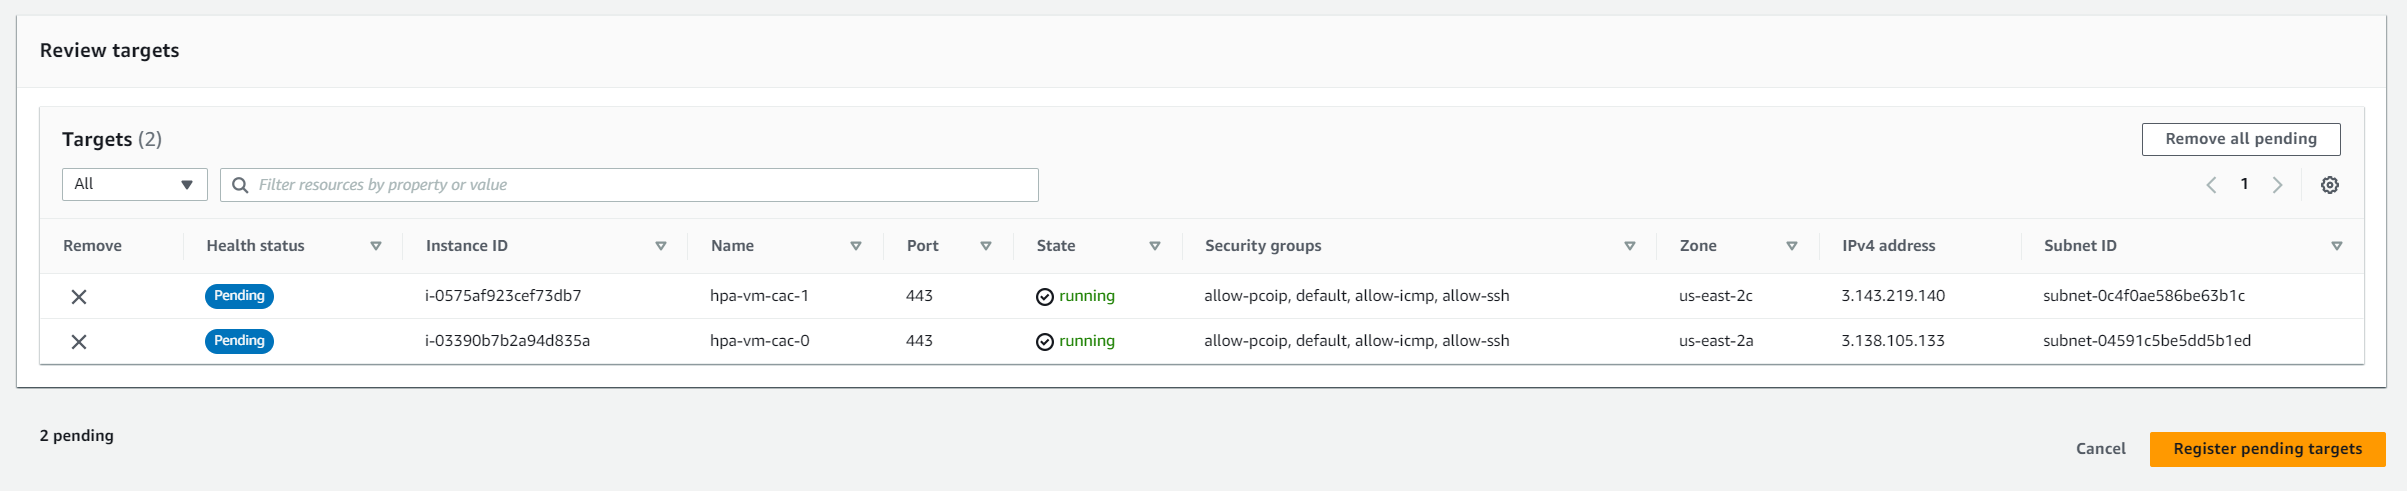 Review targets
Targets (2)
Remove all pending
All
Filter resources by property or value
1
Remove Health status Instance ID Name Port State Security groups Zone IPv4 address Subnet ID
Pending i-0575af923cef73db7 hpa-vm-cac-1 443 running allow-pcoip, default, allow-icmp, allow-ssh us-east-2c 3.143.219.140 subnet-0c4f0ae586be63b1c
Pending i-03390b7b2a94d835a hpa-vm-cac-0 443 running allow-pcoip, default, allow-icmp, allow-ssh us-east-2a 3.138.105.133 subnet-04591c5be5dd5b1ed
2 pending
Cancel
Register pending targets